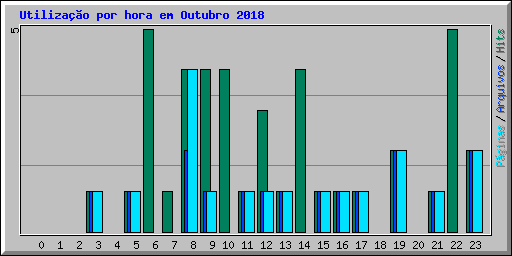 Utilização por hora em Outubro 2018
5
Páginas / Arquivos / Hits
0 1 2 3 4 5 6 7 8 9 10 11 12 13 14 15 16 17 18 19 20 21 22 23